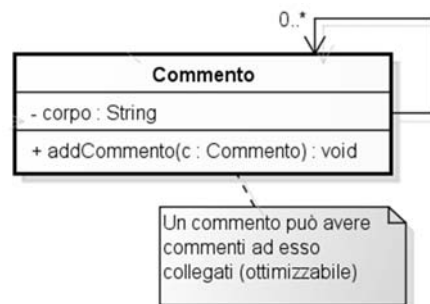 0..*
Commento
- corpo : String
+ addCommento(c : Commento) : void
Un commento può avere
commenti ad esso
collegati (ottimizzabile)